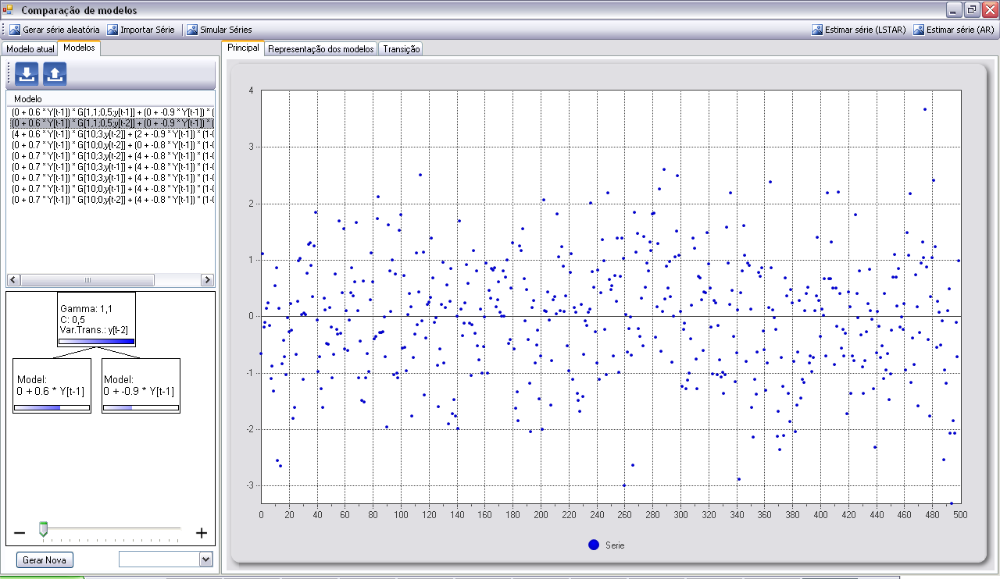 Comparação de modelos
Gerar série aleatória Importar Série Simular Séries Estimar série (LSTAR) Estimar série (AR)
Modelo atual Modelos
Principal Representação dos modelos Transição
Modelo
(0 + 0.6 * Y[t-1]) * G[1,1;0,5;y[t-1]] + (0 + -0.9 * Y[t-1]) * (
(0 + 0.6 * Y[t-1]) * G[1,1;0,5;y[t-2]] + (0 + -0.9 * Y[t-1]) * (
(4 + 0.6 * Y[t-1]) * G[10;3;y[t-2]] + (2 + -0.9 * Y[t-1]) * (1-G
(0 + 0.7 * Y[t-1]) * G[10;0;y[t-2]] + (0 + -0.8 * Y[t-1]) * (1-G
(0 + 0.7 * Y[t-1]) * G[10;3;y[t-2]] + (4 + -0.8 * Y[t-1]) * (1-G
(0 + 0.7 * Y[t-1]) * G[10;3;y[t-1]] + (4 + -0.8 * Y[t-1]) * (1-G
(0 + 0.7 * Y[t-1]) * G[10;3;y[t-1]] + (4 + -0.8 * Y[t-1]) * (1-G
(0 + 0.7 * Y[t-1]) * G[10;0;y[t-1]] + (4 + -0.8 * Y[t-1]) * (1-G
(0 + 0.7 * Y[t-1]) * G[10;0;y[t-2]] + (4 + -0.8 * Y[t-1]) * (1-G
Gamma: 1,1
C: 0,5
Var.Trans.: y[t-2]
Model:
0 + 0.6 * Y[t-1]
Model:
0 + -0.9 * Y[t-1]
Gerar Nova
4
3
2
1
0
-1
-2
-3
0 20 40 60 80 100 120 140 160 180 200 220 240 260 280 300 320 340 360 380 400 420 440 460 480 500
Serie